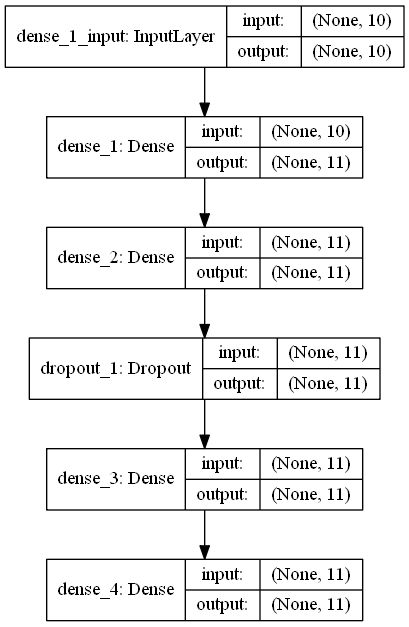 dense_1_input: InputLayer
input: (None, 10)
output: (None, 10)
dense_1: Dense
input: (None, 10)
output: (None, 11)
dense_2: Dense
input: (None, 11)
output: (None, 11)
dropout_1: Dropout
input: (None, 11)
output: (None, 11)
dense_3: Dense
input: (None, 11)
output: (None, 11)
dense_4: Dense
input: (None, 11)
output: (None, 11)